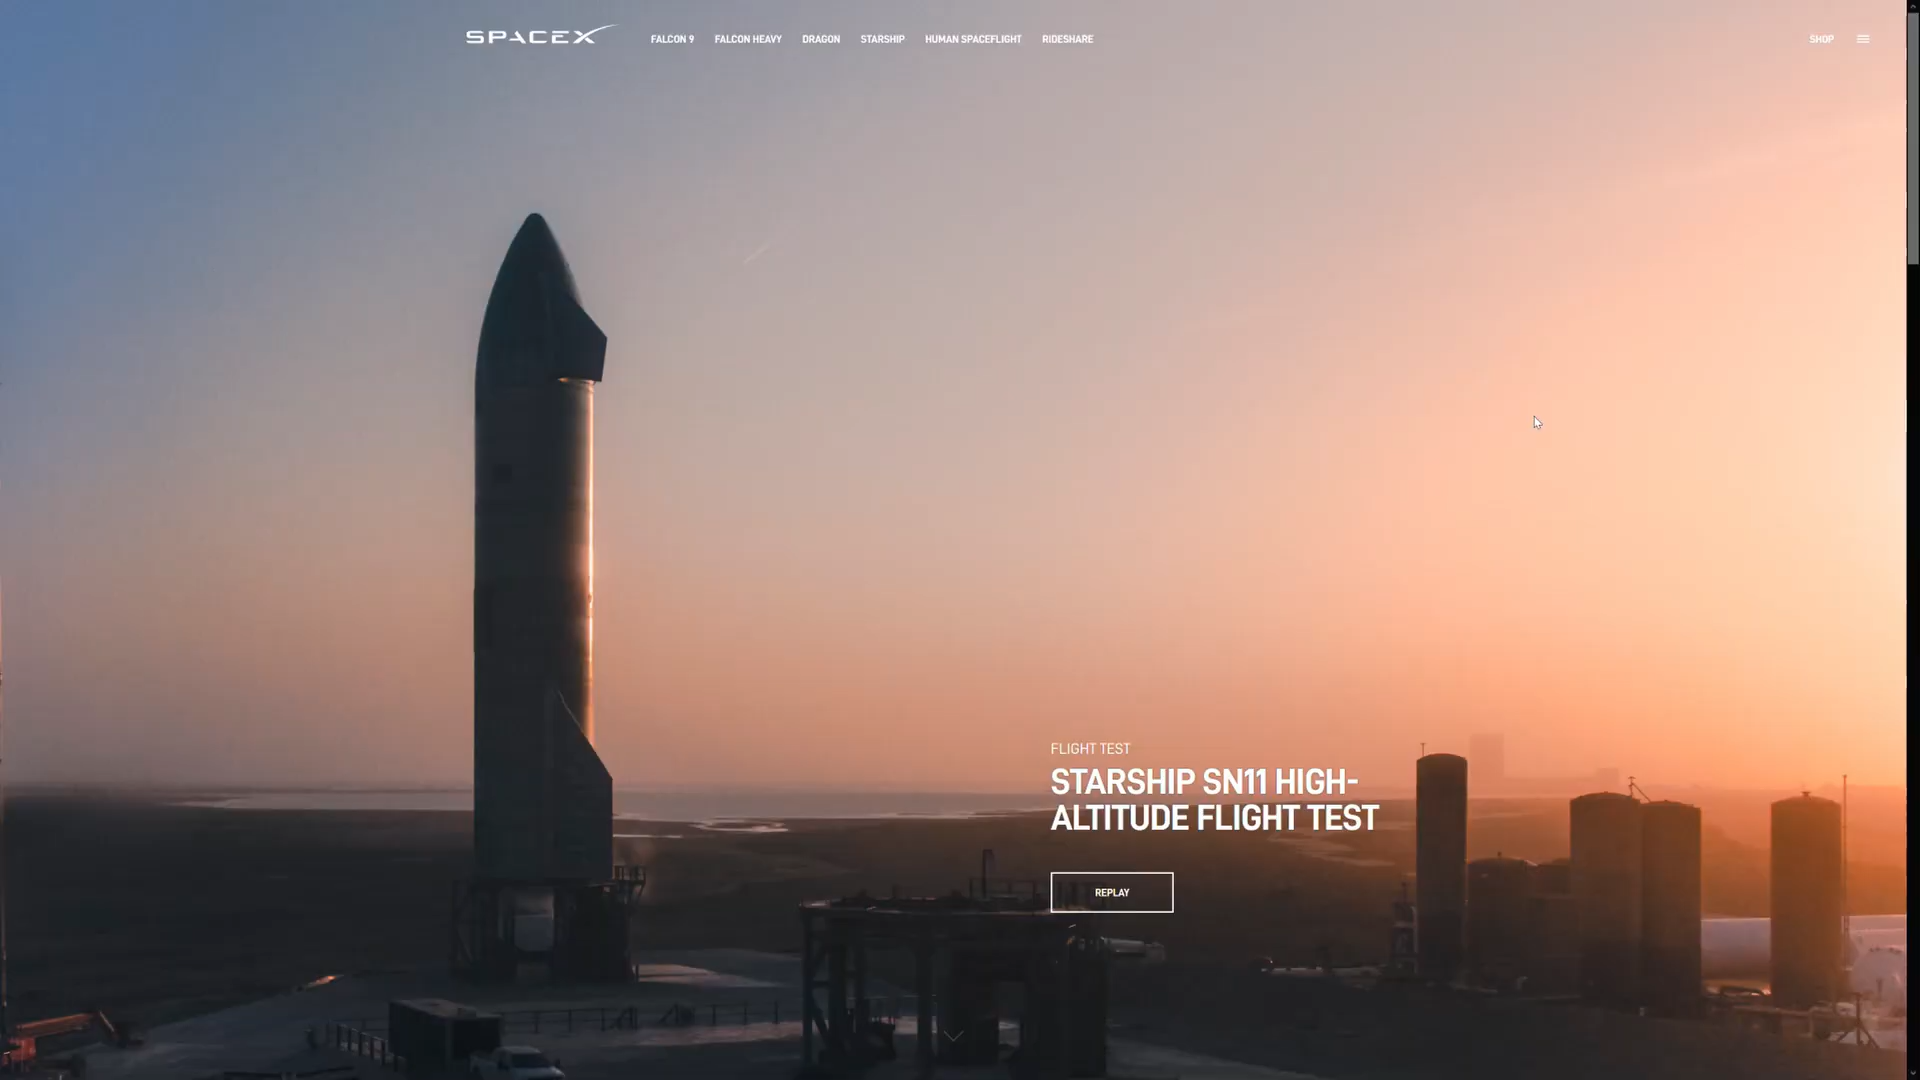 SPACEX
FALCON 9
FALCON HEAVY
DRAGON
STARSHIP
HUMAN SPACEFLIGHT
RIDESHARE
SHOP
FLIGHT TEST
STARSHIP SN11 HIGH-
ALTITUDE FLIGHT TEST
REPLAY